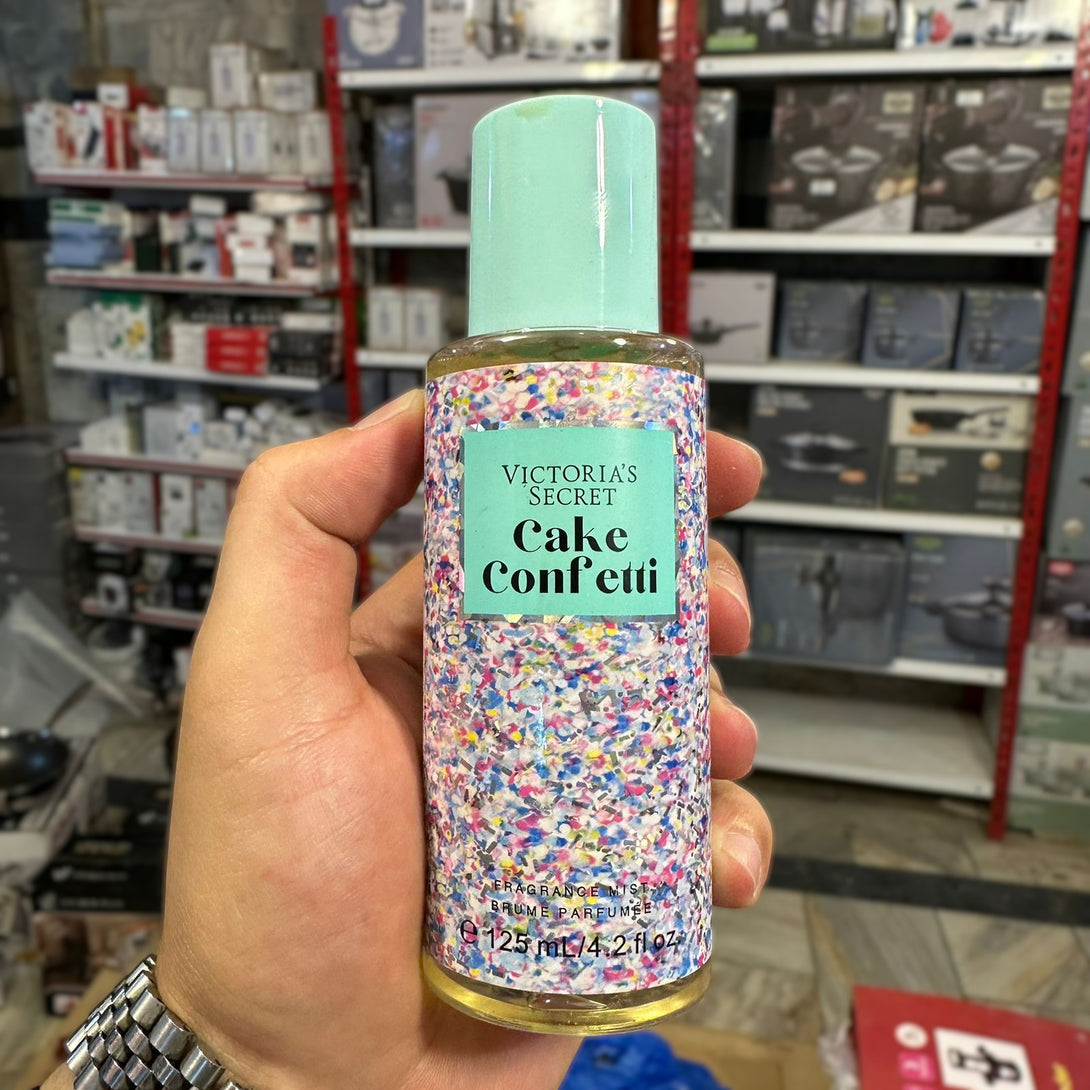 VICTORIA'S
SECRET
Cake
Confetti
FRAGRANCE MIST
BRUME PARFUMÉE
℮ 125 mL/4.2 fl oz